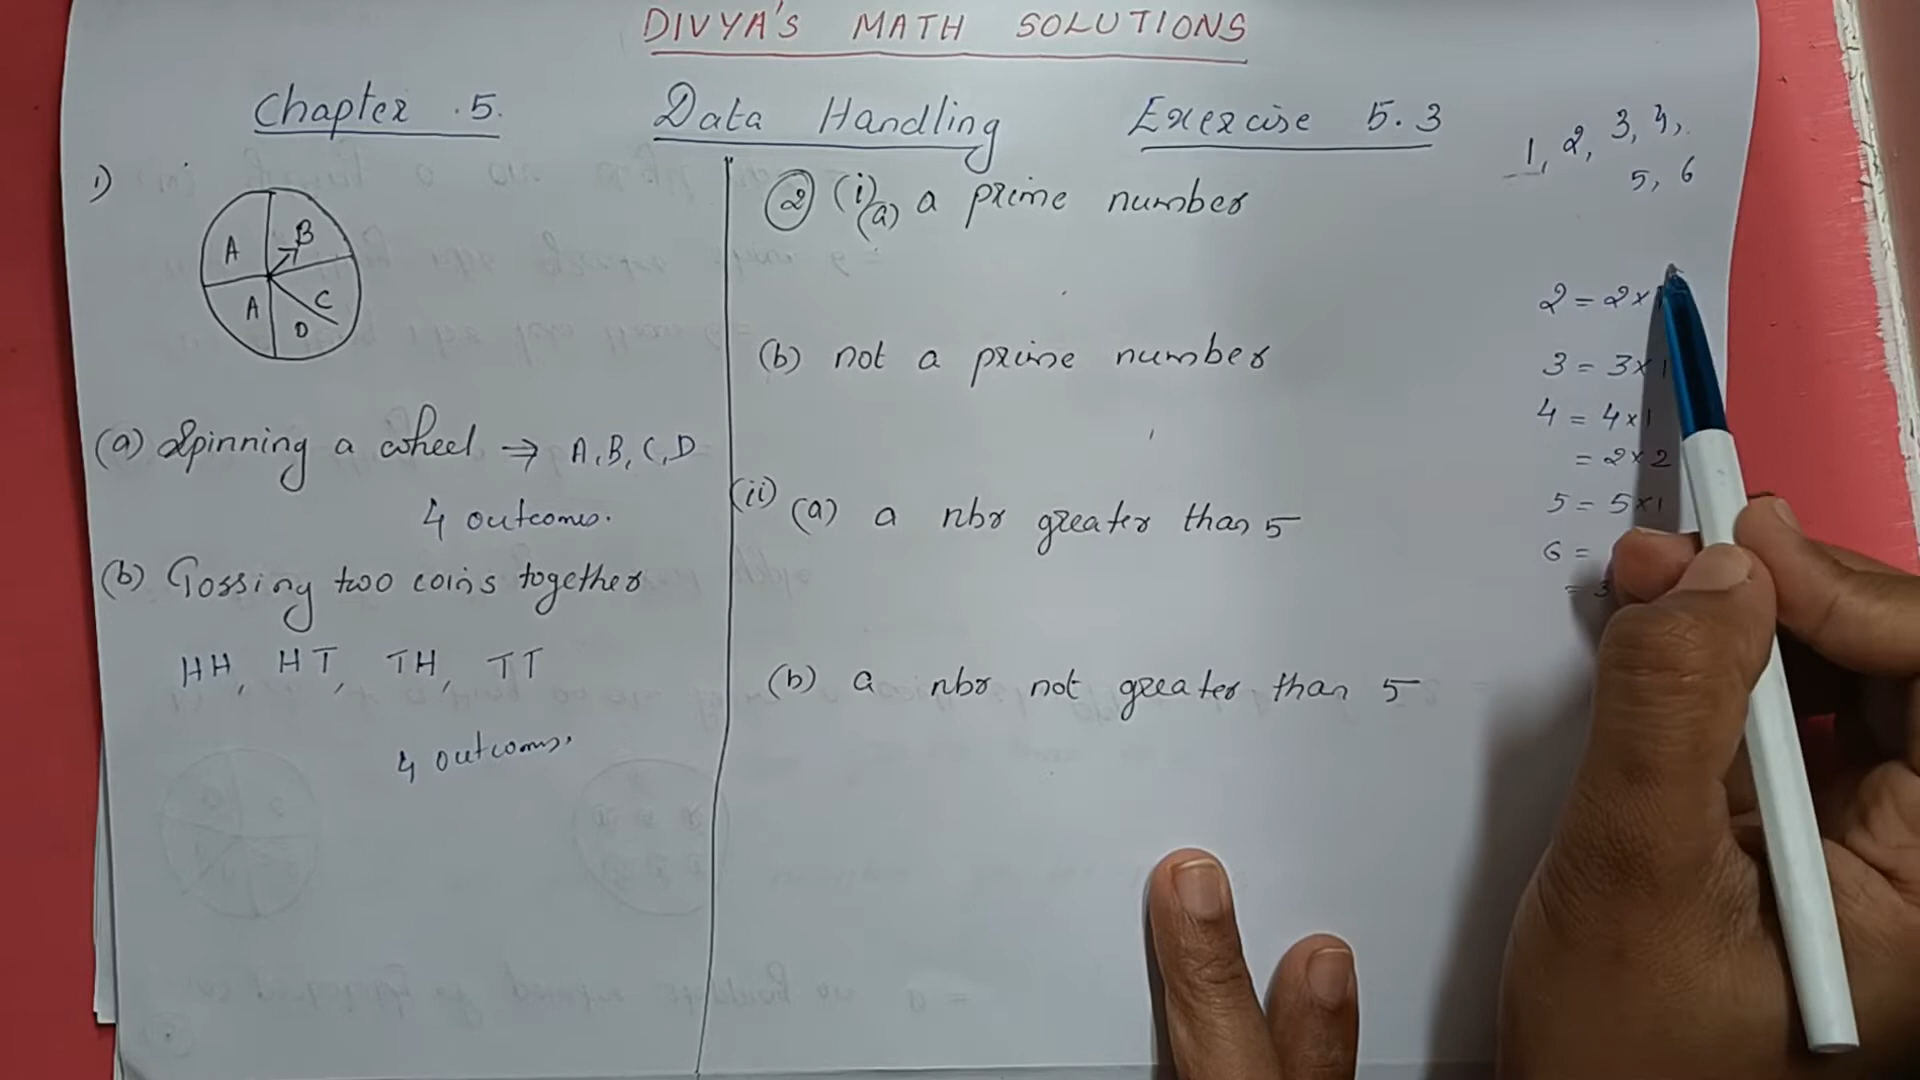 DIVYA'S MATH SOLUTIONS
Chapter .5. Data Handling Exercise 5.3
1)
A B
A C
D
(a) Spinning a wheel → A, B, C, D
4 outcomes.
(b) Tossing two coins together
HH, HT, TH, TT
4 outcomes.
② (i) (a) a prime number
(b) not a prime number
(ii) (a) a nbr greater than 5
(b) a nbr not greater than 5
1, 2, 3, 4,
5, 6
2 = 2×1
3 = 3×1
4 = 4×1
= 2×2
5 = 5×1
6 =
= 3